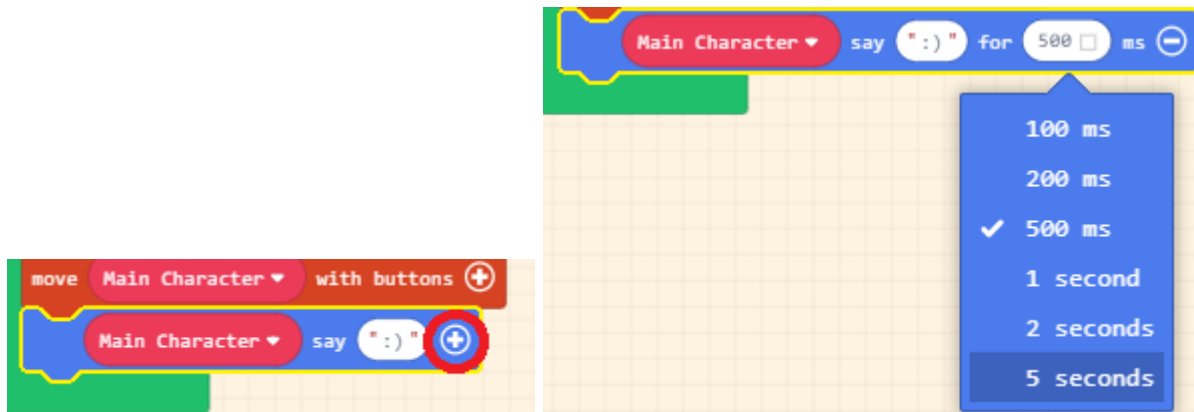 move Main Character with buttons
Main Character say ":)"
Main Character say ":)" for 500 ms
100 ms
200 ms
500 ms
1 second
2 seconds
5 seconds